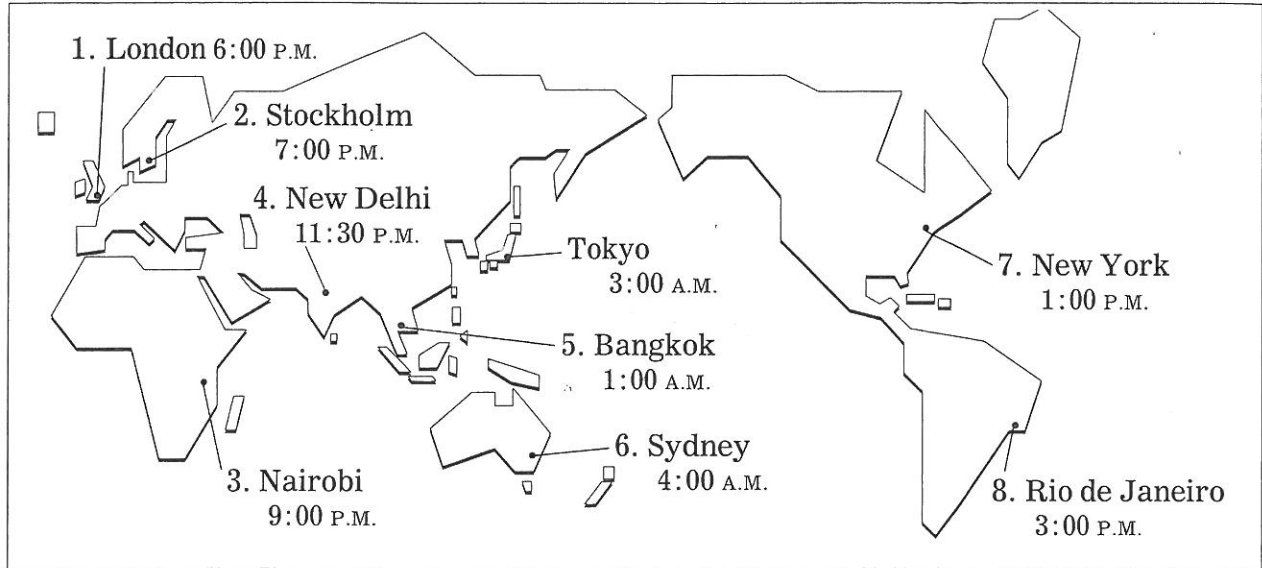 1. London 6:00 P.M.
2. Stockholm
7:00 P.M.
4. New Delhi
11:30 P.M.
Tokyo
3:00 A.M.
7. New York
1:00 P.M.
5. Bangkok
1:00 A.M.
6. Sydney
4:00 A.M.
3. Nairobi
9:00 P.M.
8. Rio de Janeiro
3:00 P.M.